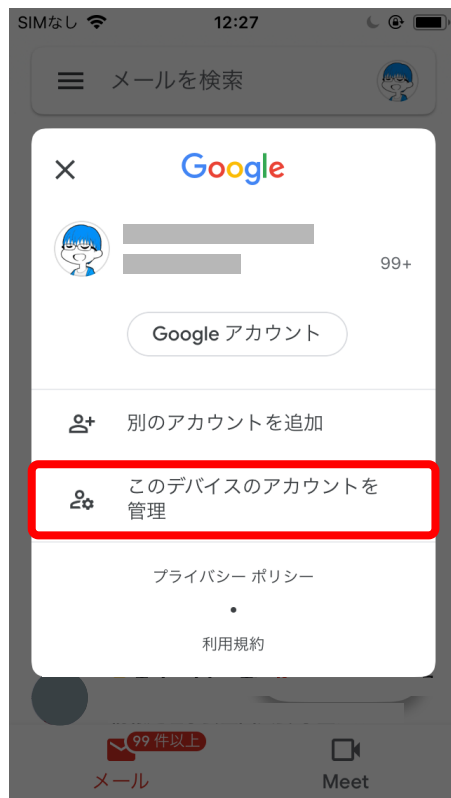 SIMなし 12:27
メールを検索
Google
99+
Google アカウント
別のアカウントを追加
このデバイスのアカウントを
管理
プライバシー ポリシー
•
利用規約
99 件以上
メール Meet